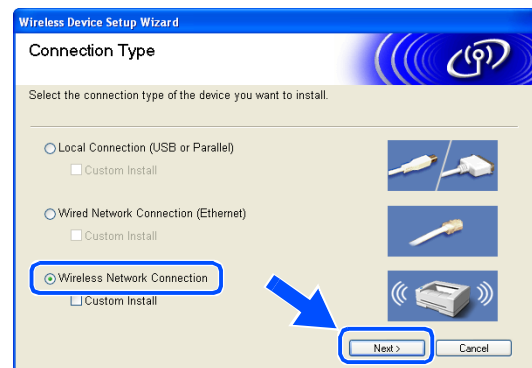 Wireless Device Setup Wizard
Connection Type
Select the connection type of the device you want to install.
Local Connection (USB or Parallel)
Custom Install
Wired Network Connection (Ethernet)
Custom Install
Wireless Network Connection
Custom Install
Next > Cancel